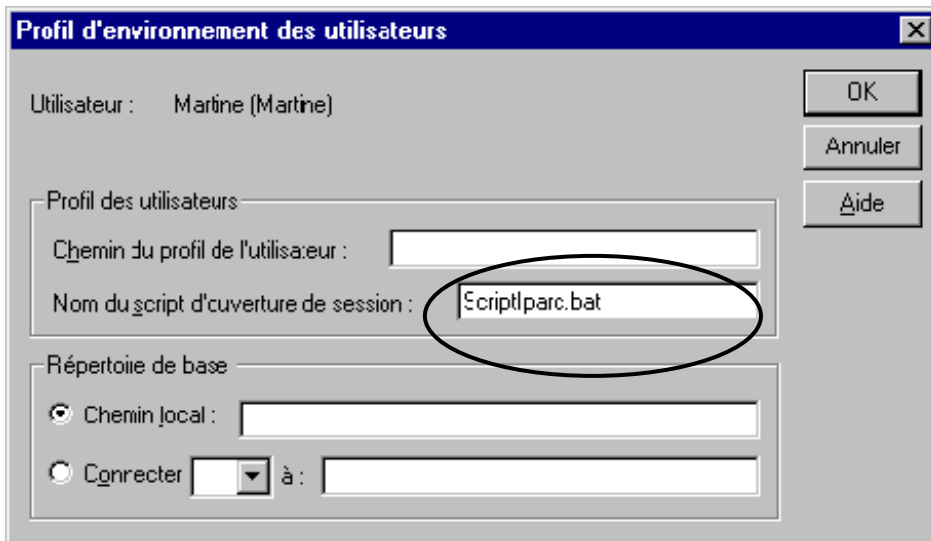 Profil d'environnement des utilisateurs
Utilisateur : Martine (Martine)
OK
Annuler
Aide
Profil des utilisateurs
Chemin du profil de l'utilisateur :
Nom du script d'ouverture de session : ScriptIparc.bat
Répertoire de base
Chemin local :
Connecter à :